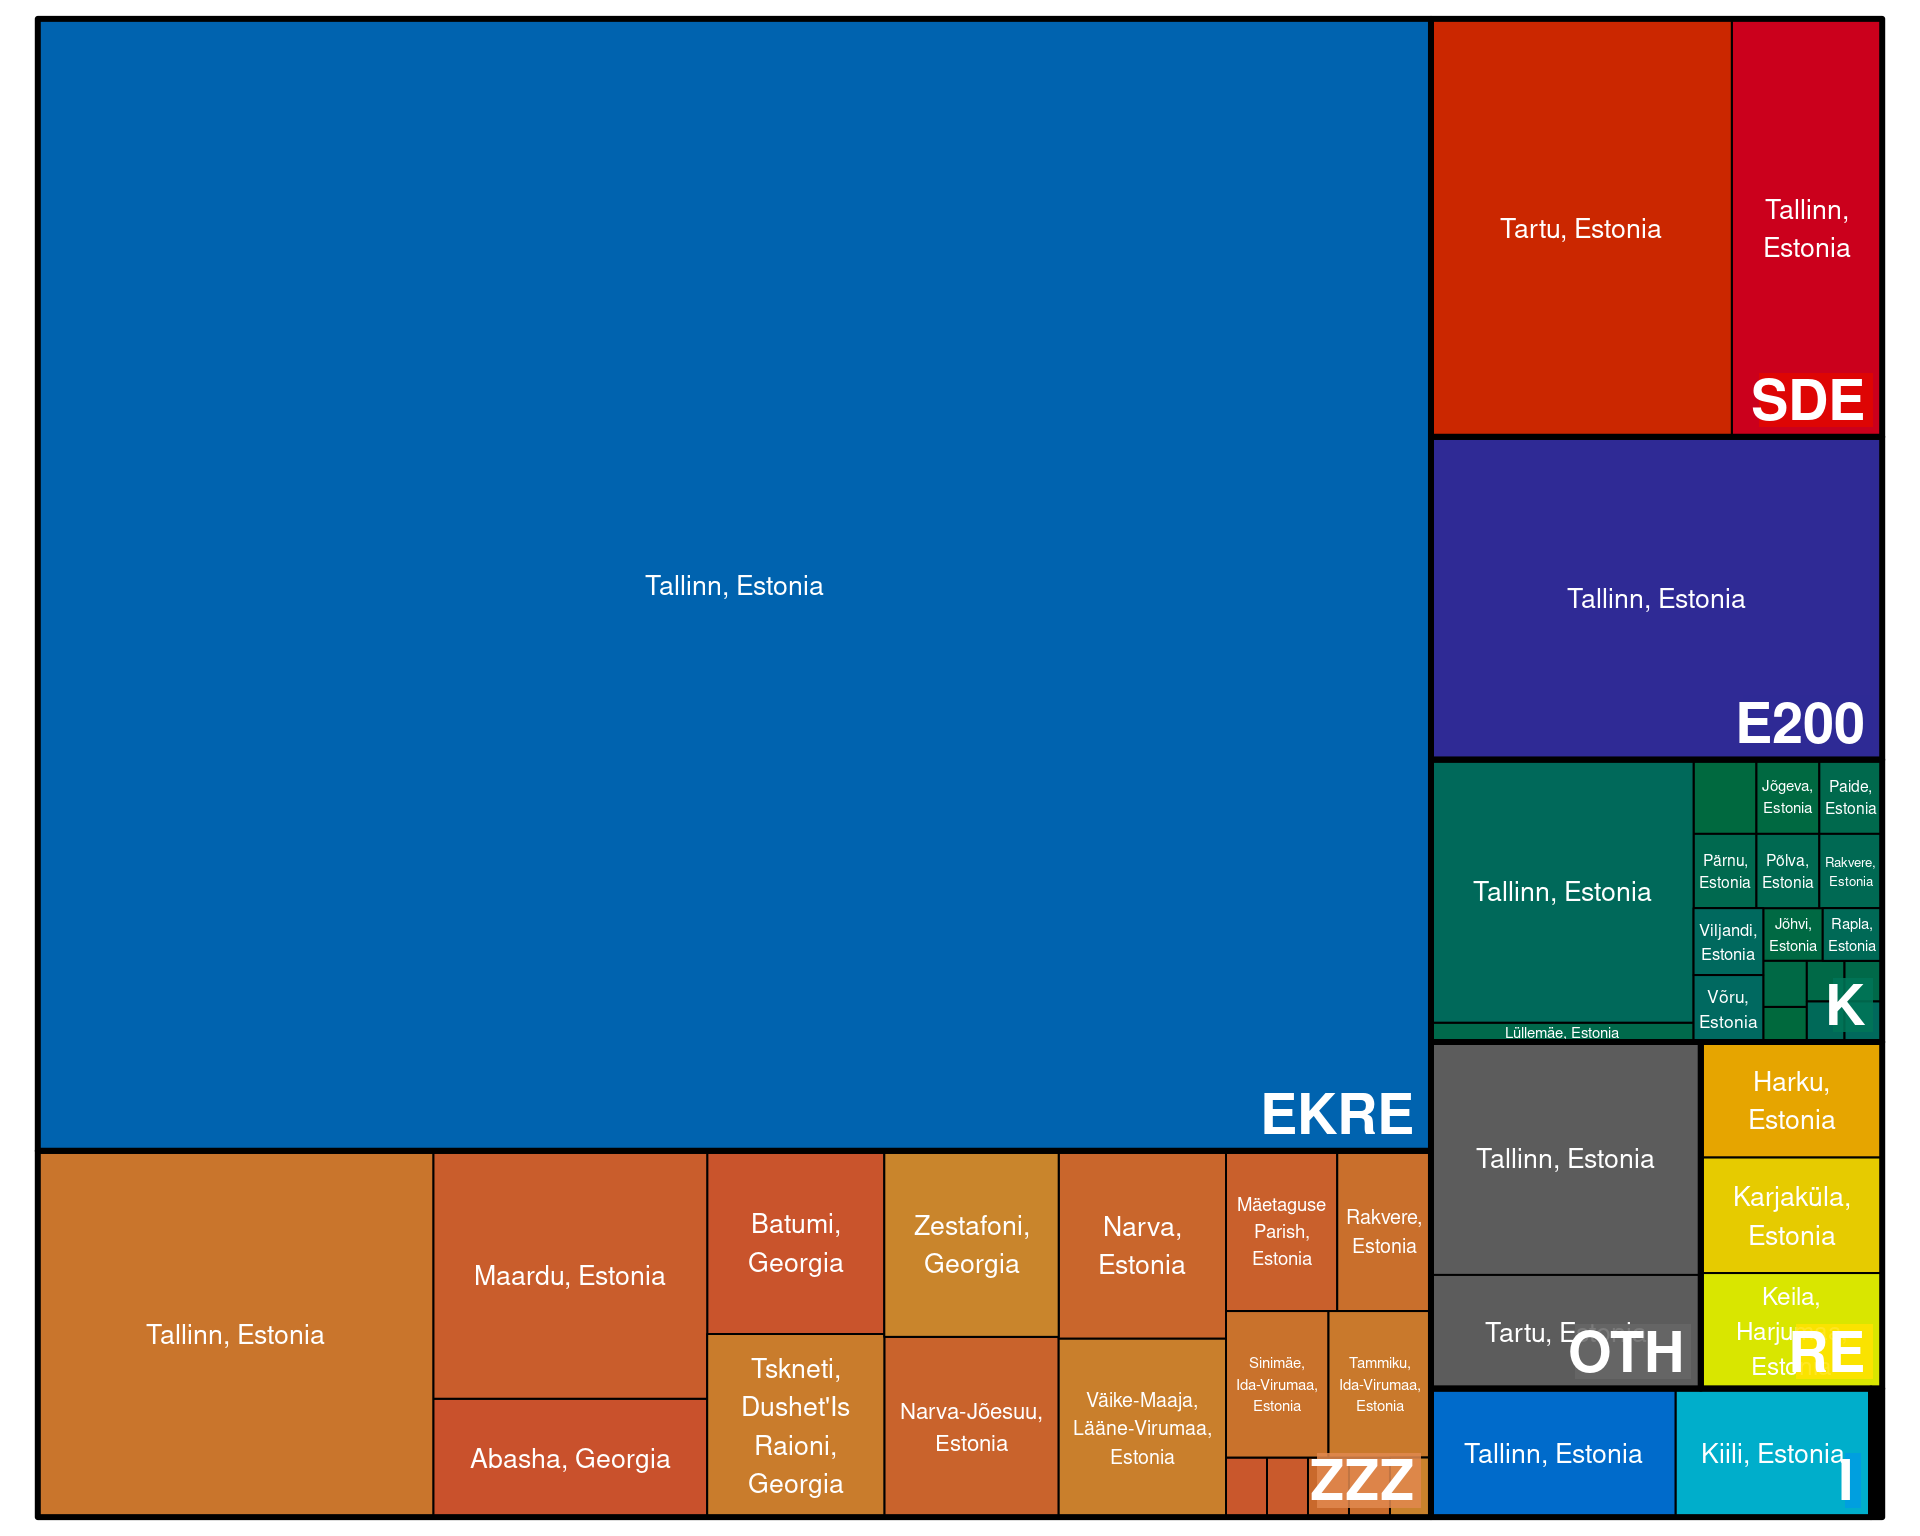 Tallinn, Estonia
EKRE
Tartu, Estonia
Tallinn,
Estonia
SDE
Tallinn, Estonia
E200
Tallinn, Estonia
Jõgeva,
Estonia
Paide,
Estonia
Pärnu,
Estonia
Põlva,
Estonia
Rakvere,
Estonia
Viljandi,
Estonia
Jõhvi,
Estonia
Rapla,
Estonia
Võru,
Estonia
Lüllemäe, Estonia
K
Tallinn, Estonia
Tartu, Estonia
OTH
Harku,
Estonia
Karjaküla,
Estonia
Keila,
RE
Tallinn, Estonia
Kiili, Estonia
I
Tallinn, Estonia
Maardu, Estonia
Abasha, Georgia
Batumi,
Georgia
Tskneti,
Dushet'Is
Raioni,
Georgia
Zestafoni,
Georgia
Narva-Jõesuu,
Estonia
Narva,
Estonia
Väike-Maaja,
Lääne-Virumaa,
Estonia
Mäetaguse
Parish,
Estonia
Rakvere,
Estonia
Sinimäe,
Ida-Virumaa,
Estonia
Tammiku,
Ida-Virumaa,
Estonia
ZZZ